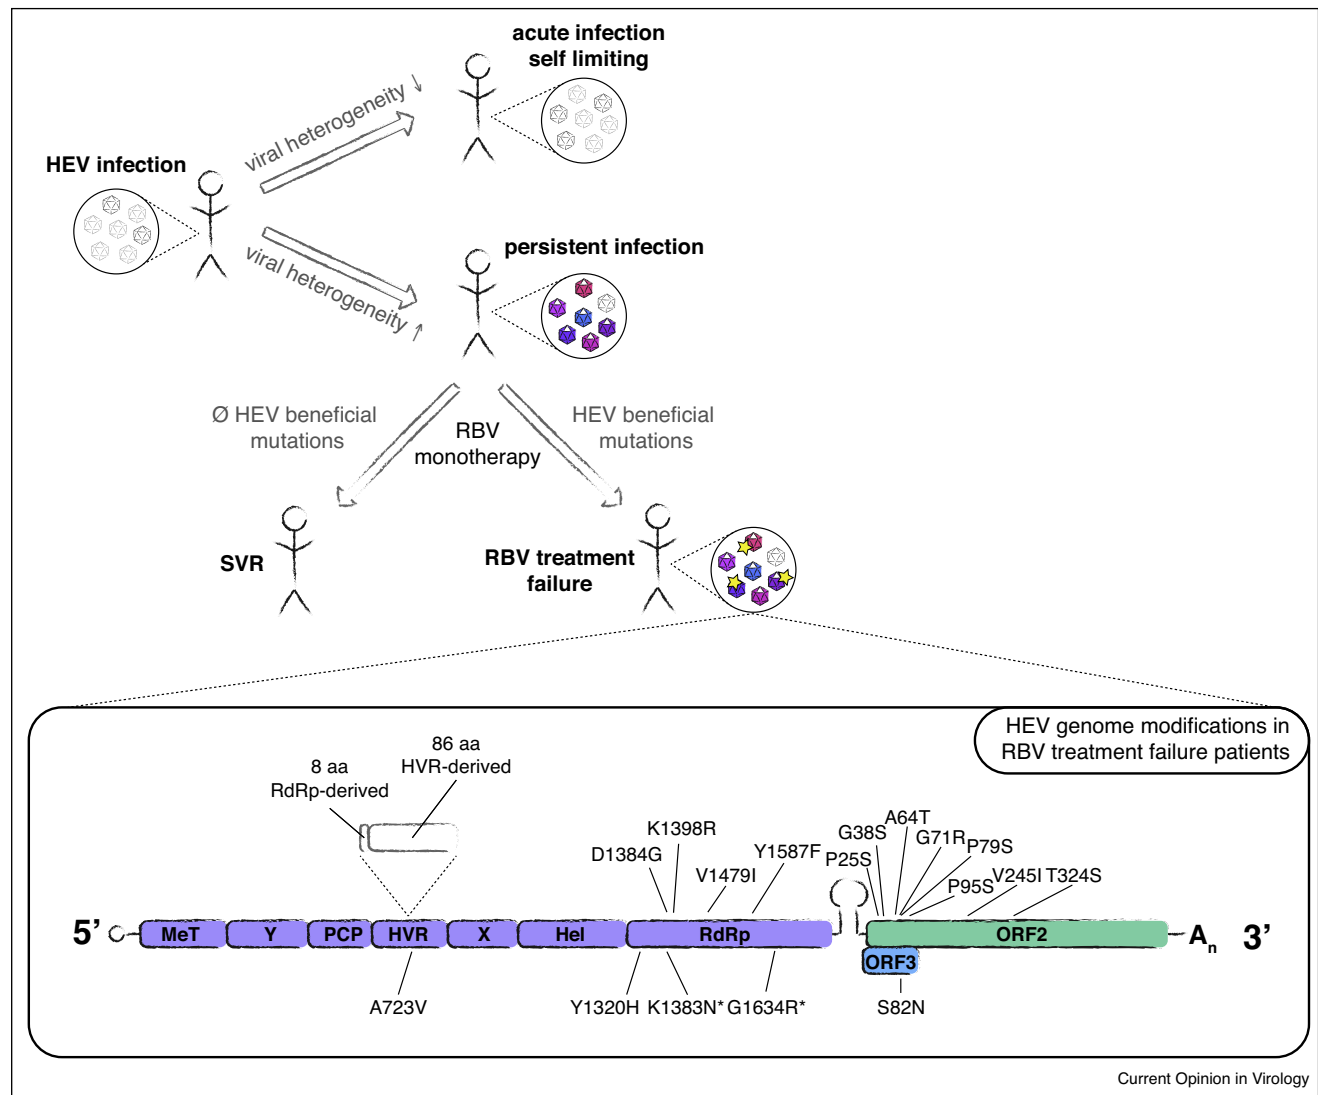 acute infection
self limiting
viral heterogeneity ↓
HEV infection
viral heterogeneity ↑
persistent infection
Ø HEV beneficial
mutations
RBV
monotherapy
HEV beneficial
mutations
SVR
RBV treatment
failure
HEV genome modifications in
RBV treatment failure patients
86 aa
HVR-derived
8 aa
RdRp-derived
K1398R
D1384G
V1479I
Y1587F
A64T
G38S
G71R
P79S
P25S
P95S
V245I
T324S
5’
MeT
Y
PCP
HVR
X
Hel
RdRp
ORF2
An
3’
ORF3
A723V
Y1320H
K1383N*
G1634R*
S82N
Current Opinion in Virology